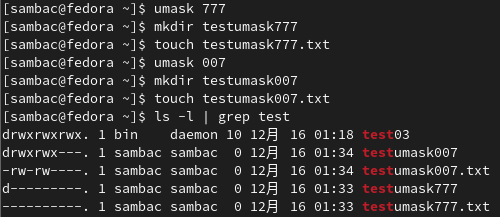 [sambac@fedora ~]$ umask 777
[sambac@fedora ~]$ mkdir testumask777
[sambac@fedora ~]$ touch testumask777.txt
[sambac@fedora ~]$ umask 007
[sambac@fedora ~]$ mkdir testumask007
[sambac@fedora ~]$ touch testumask007.txt
[sambac@fedora ~]$ ls -l | grep test
drwxrwxrwx. 1 bin    daemon 10 12月  16 01:18 test03
drwxrwx---. 1 sambac sambac  0 12月  16 01:34 testumask007
-rw-rw----. 1 sambac sambac  0 12月  16 01:34 testumask007.txt
d---------. 1 sambac sambac  0 12月  16 01:33 testumask777
----------. 1 sambac sambac  0 12月  16 01:33 testumask777.txt